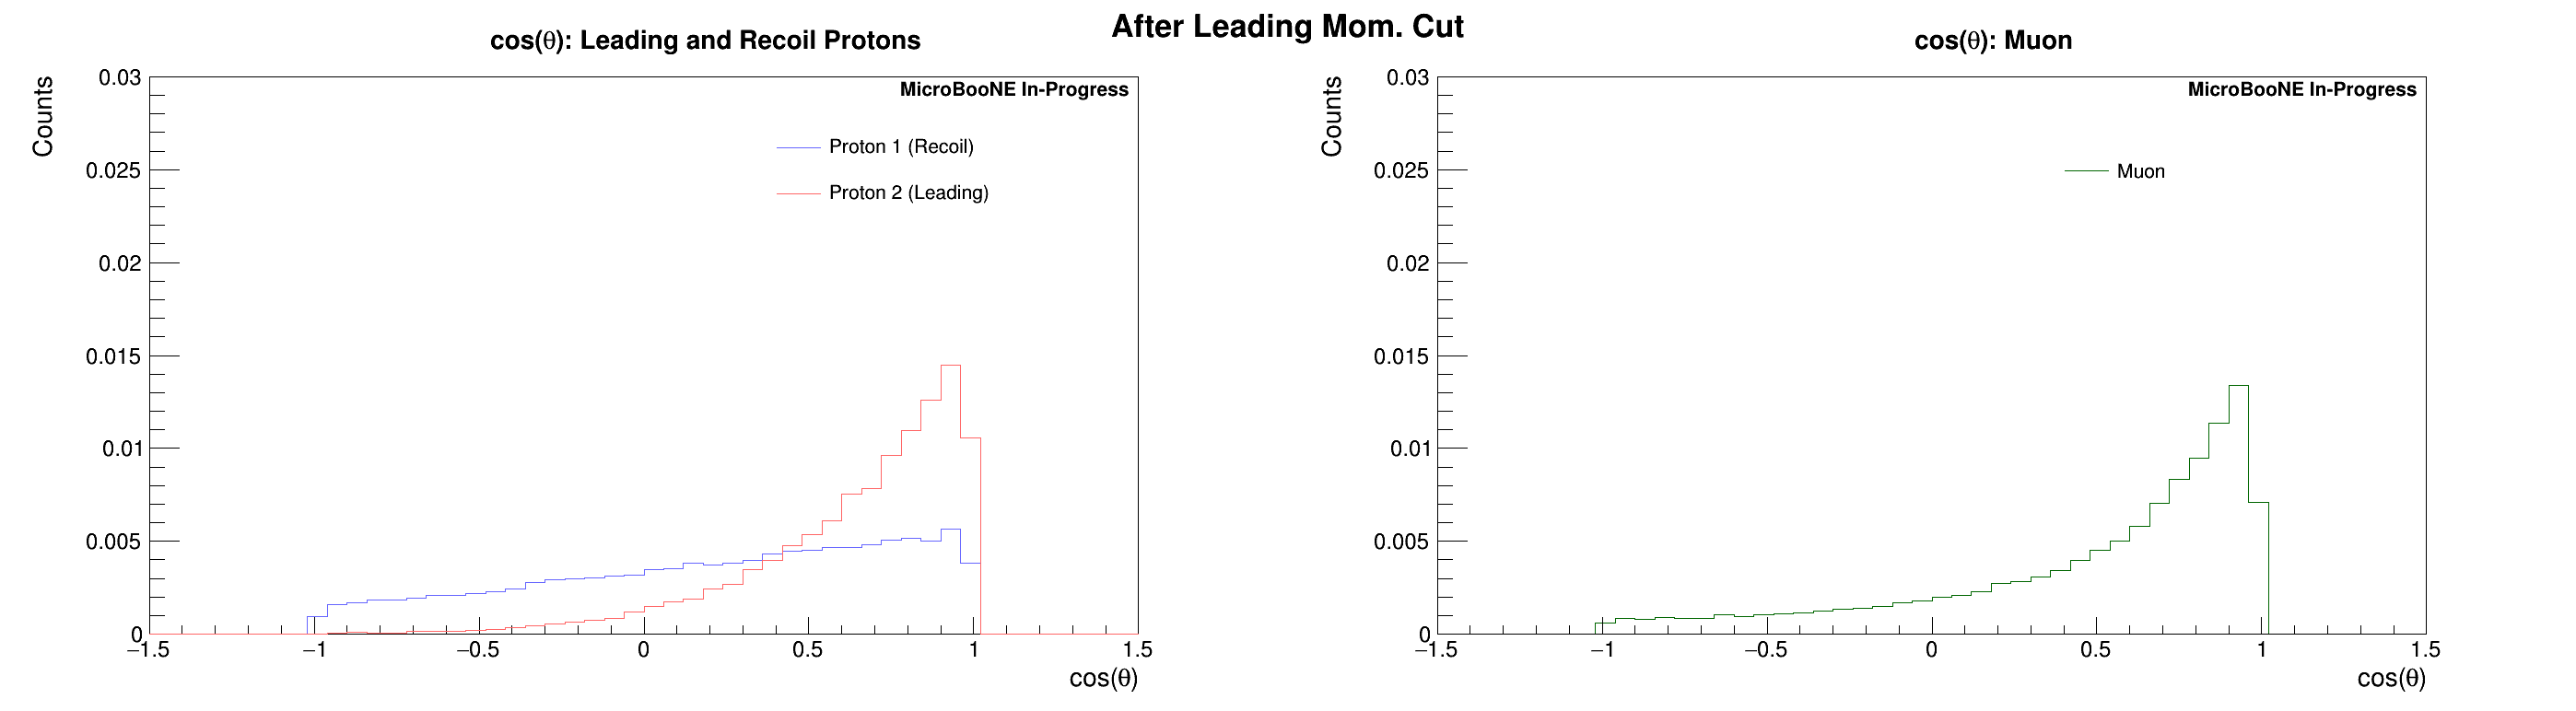 After Leading Mom. Cut
cos(θ): Leading and Recoil Protons
MicroBooNE In-Progress
Counts
0.03
0.025
0.02
0.015
0.01
0.005
0
Proton 1 (Recoil)
Proton 2 (Leading)
−1.5 −1 −0.5 0 0.5 1 1.5
cos(θ)
cos(θ): Muon
MicroBooNE In-Progress
Counts
0.03
0.025
0.02
0.015
0.01
0.005
0
Muon
−1.5 −1 −0.5 0 0.5 1 1.5
cos(θ)